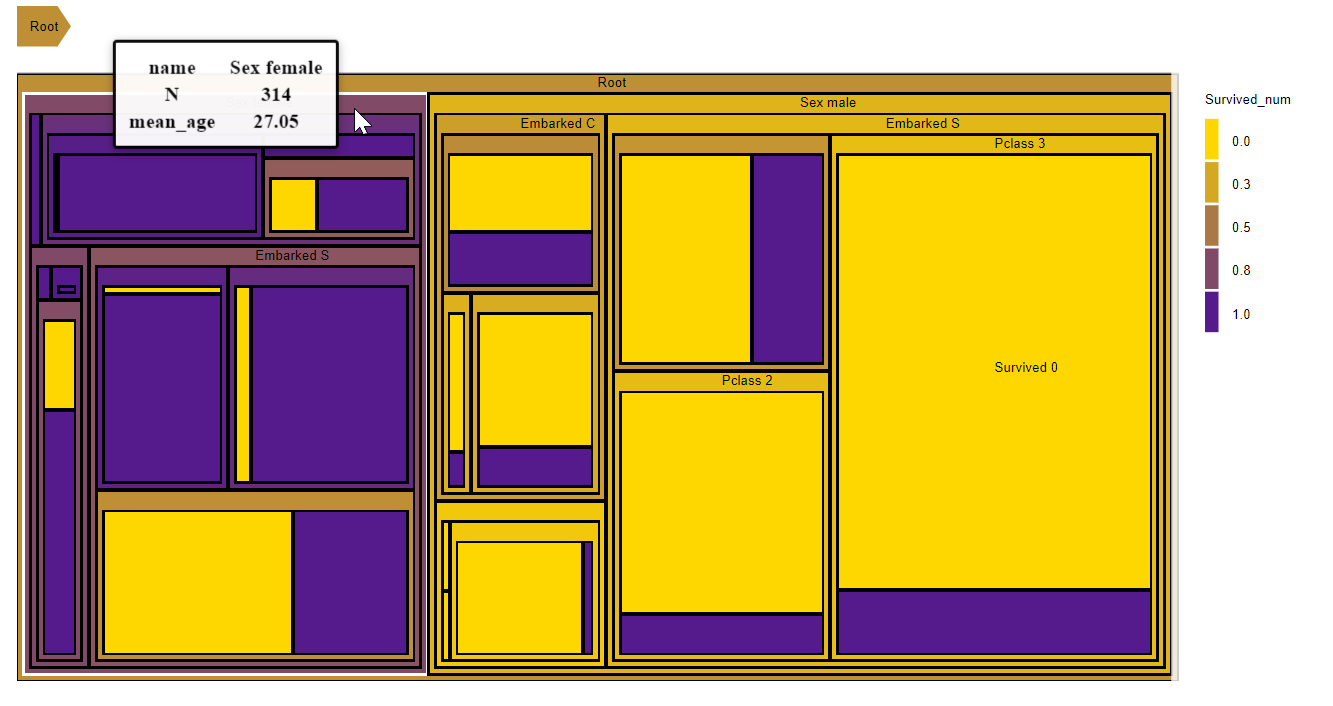 Root
name Sex female
N 314
mean_age 27.05
Root
Sex male
Embarked C
Embarked S
Pclass 3
Embarked S
Survived 0
Pclass 2
Survived_num
0.0
0.3
0.5
0.8
1.0